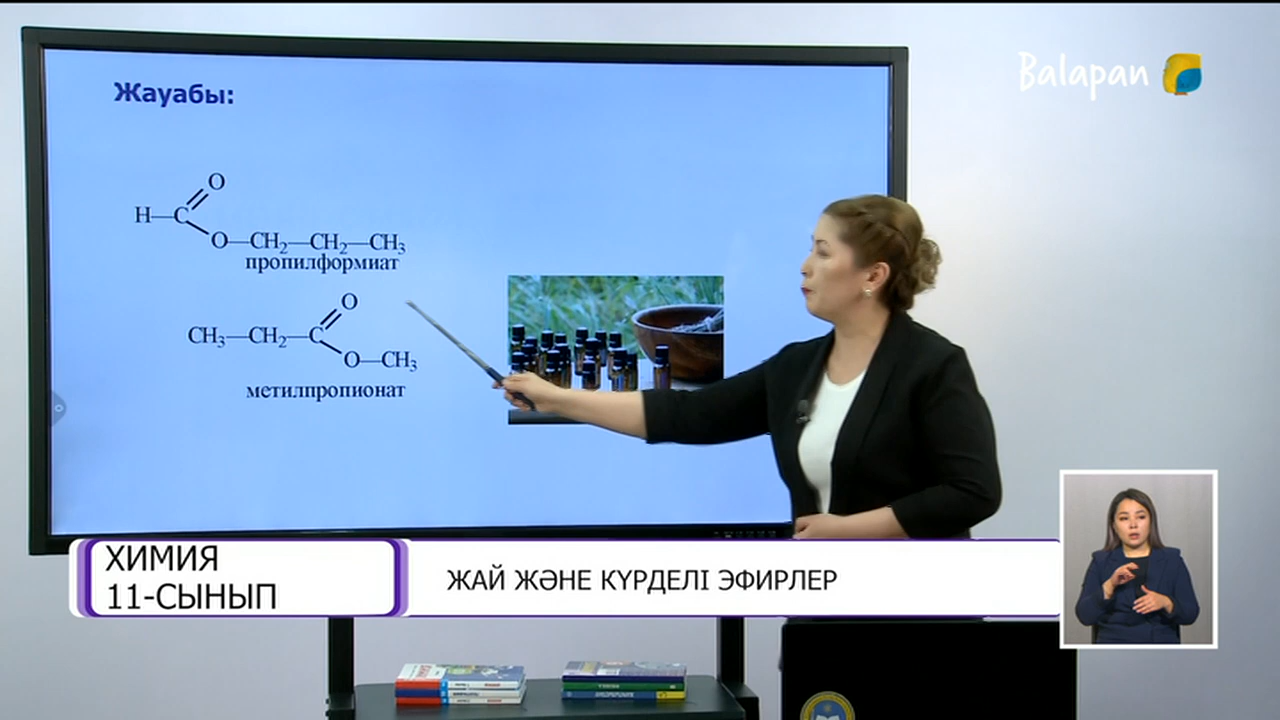 Balapan
Жауабы:
O
H—C
O—CH₂—CH₂—CH₃
пропилформиат
O
CH₃—CH₂—C
O—CH₃
метилпропионат
ХИМИЯ
11-СЫНЫП
ЖАЙ ЖӘНЕ КҮРДЕЛІ ЭФИРЛЕР